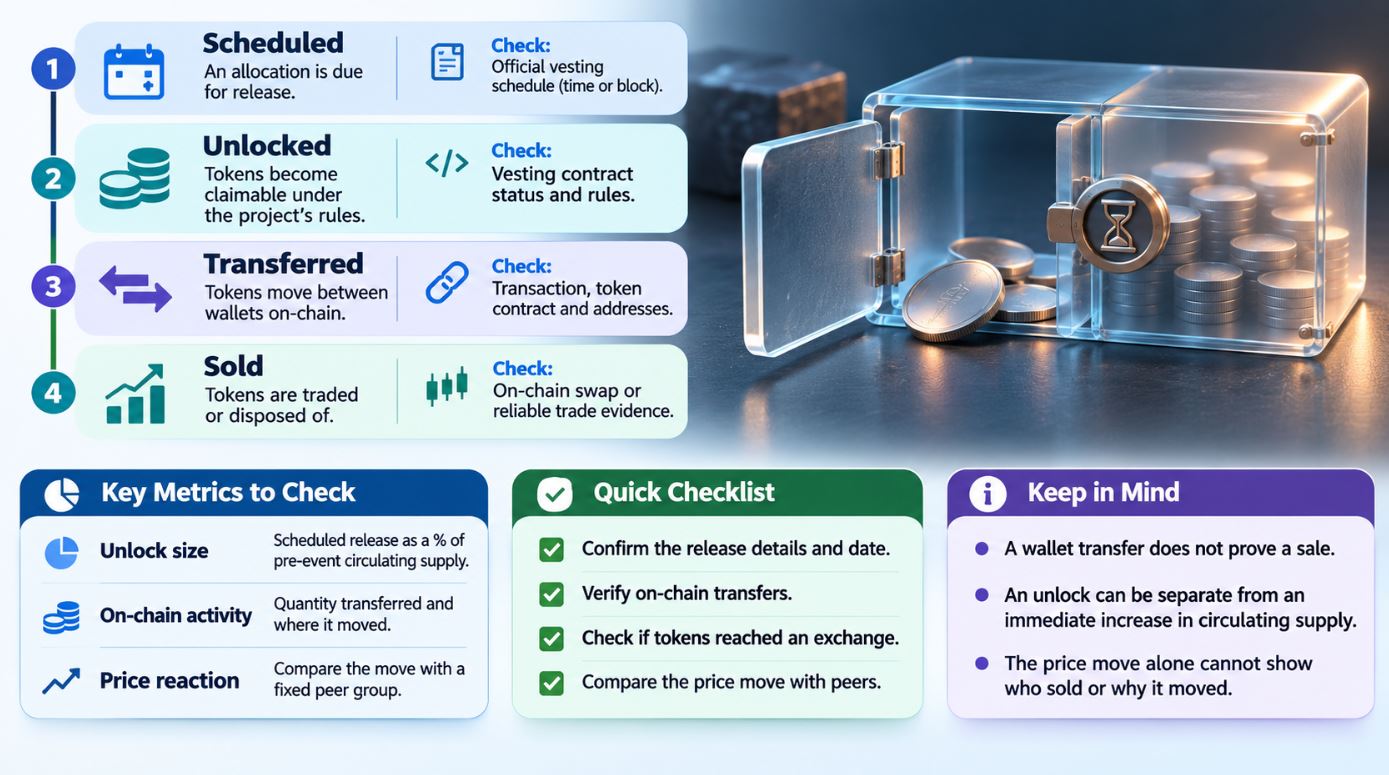 1
Scheduled
An allocation is due
for release.
Check:
Official vesting
schedule (time or block).
2
Unlocked
Tokens become
claimable under
the project's rules.
</>
Check:
Vesting contract
status and rules.
3
Transferred
Tokens move between
wallets on-chain.
Check:
Transaction, token
contract and addresses.
4
Sold
Tokens are traded
or disposed of.
Check:
On-chain swap or
reliable trade evidence.
Key Metrics to Check
Unlock size
Scheduled release as a % of
pre-event circulating supply.
On-chain activity
Quantity transferred and
where it moved.
Price reaction
Compare the move with a
fixed peer group.
Quick Checklist
Confirm the release details and date.
Verify on-chain transfers.
Check if tokens reached an exchange.
Compare the price move with peers.
Keep in Mind
A wallet transfer does not prove a sale.
An unlock can be separate from an
immediate increase in circulating supply.
The price move alone cannot show
who sold or why it moved.